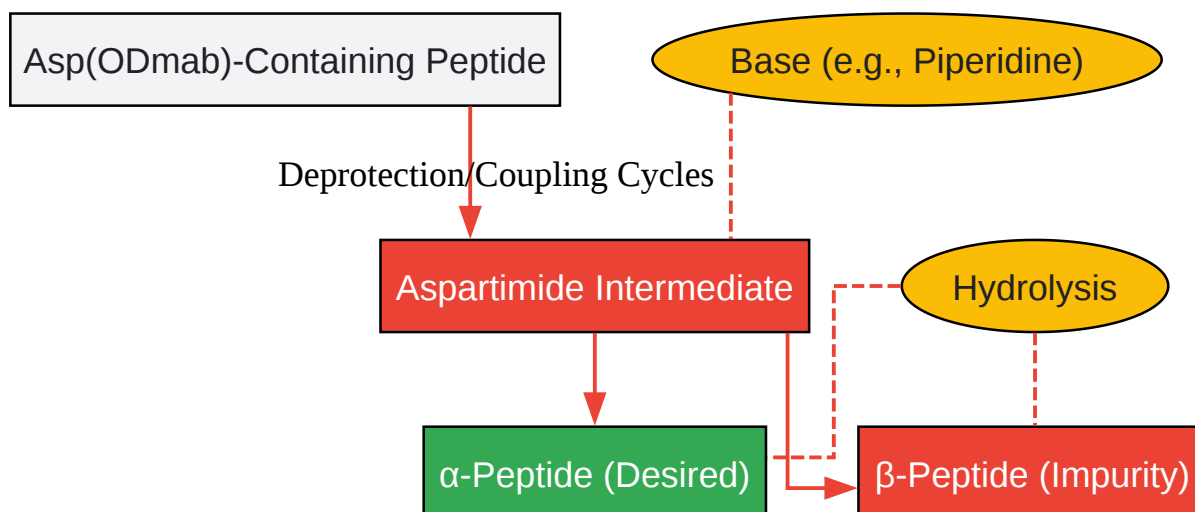 Asp(ODmab)-Containing Peptide
Base (e.g., Piperidine)
Deprotection/Coupling Cycles
Aspartimide Intermediate
Hydrolysis
α-Peptide (Desired)
β-Peptide (Impurity)